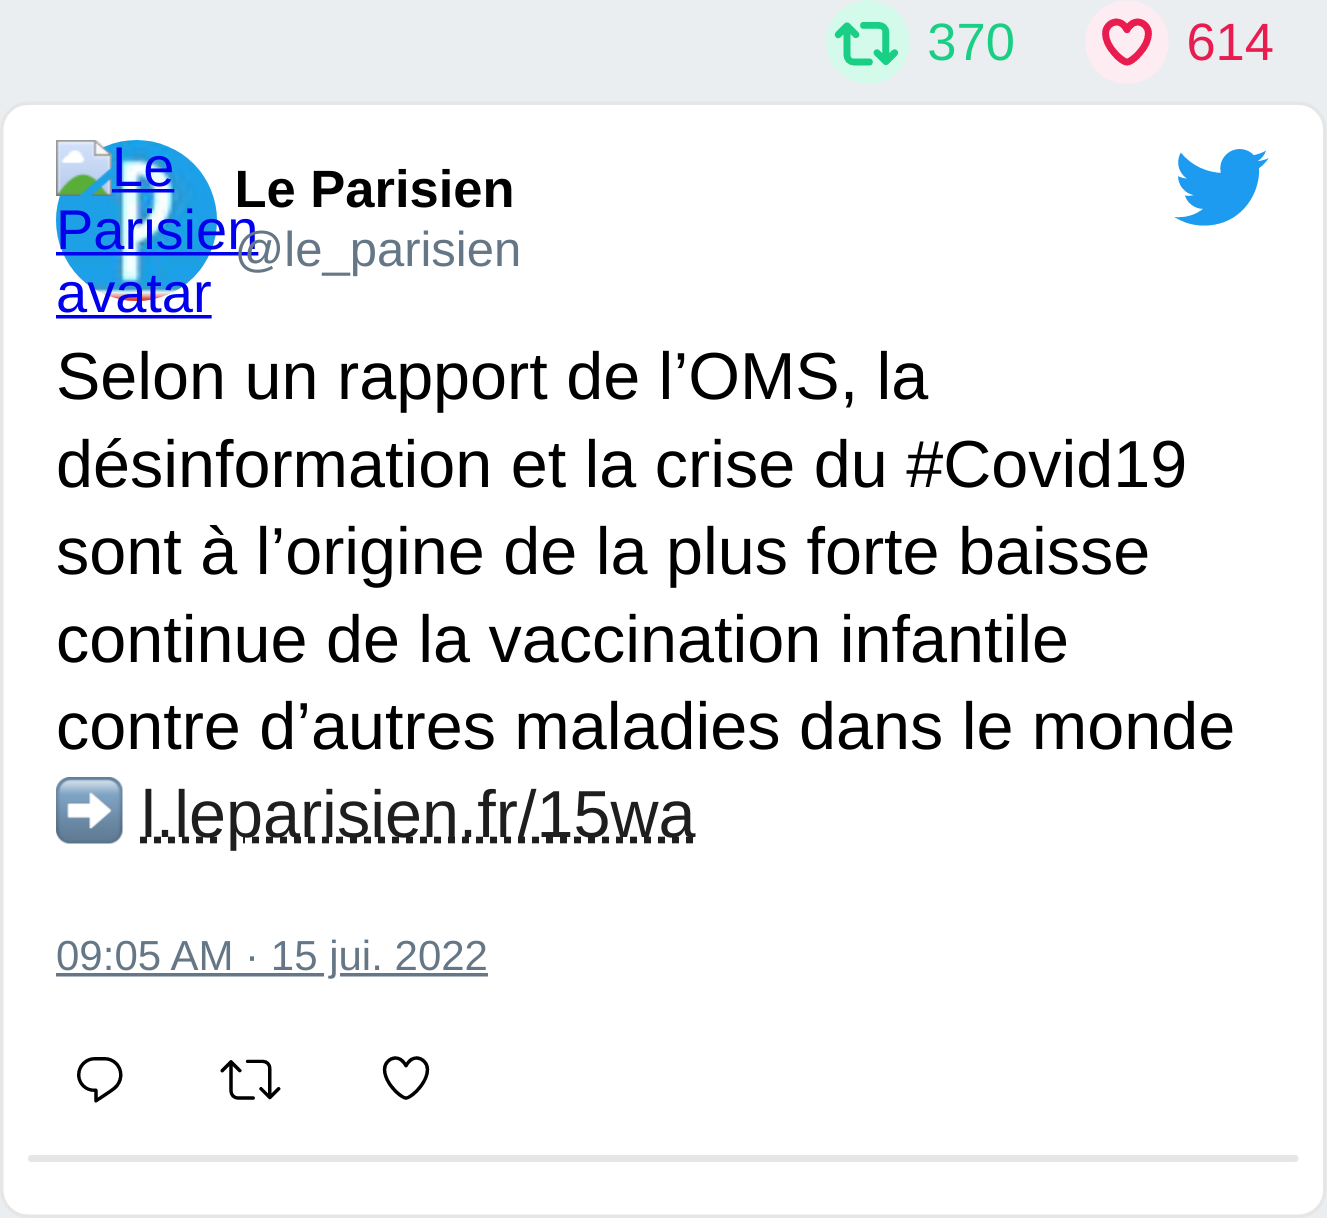 370 614
Le Parisien avatar
Le Parisien
@le_parisien
Selon un rapport de l’OMS, la
désinformation et la crise du #Covid19
sont à l’origine de la plus forte baisse
continue de la vaccination infantile
contre d’autres maladies dans le monde
➡️ l.leparisien.fr/15wa
09:05 AM · 15 jui. 2022